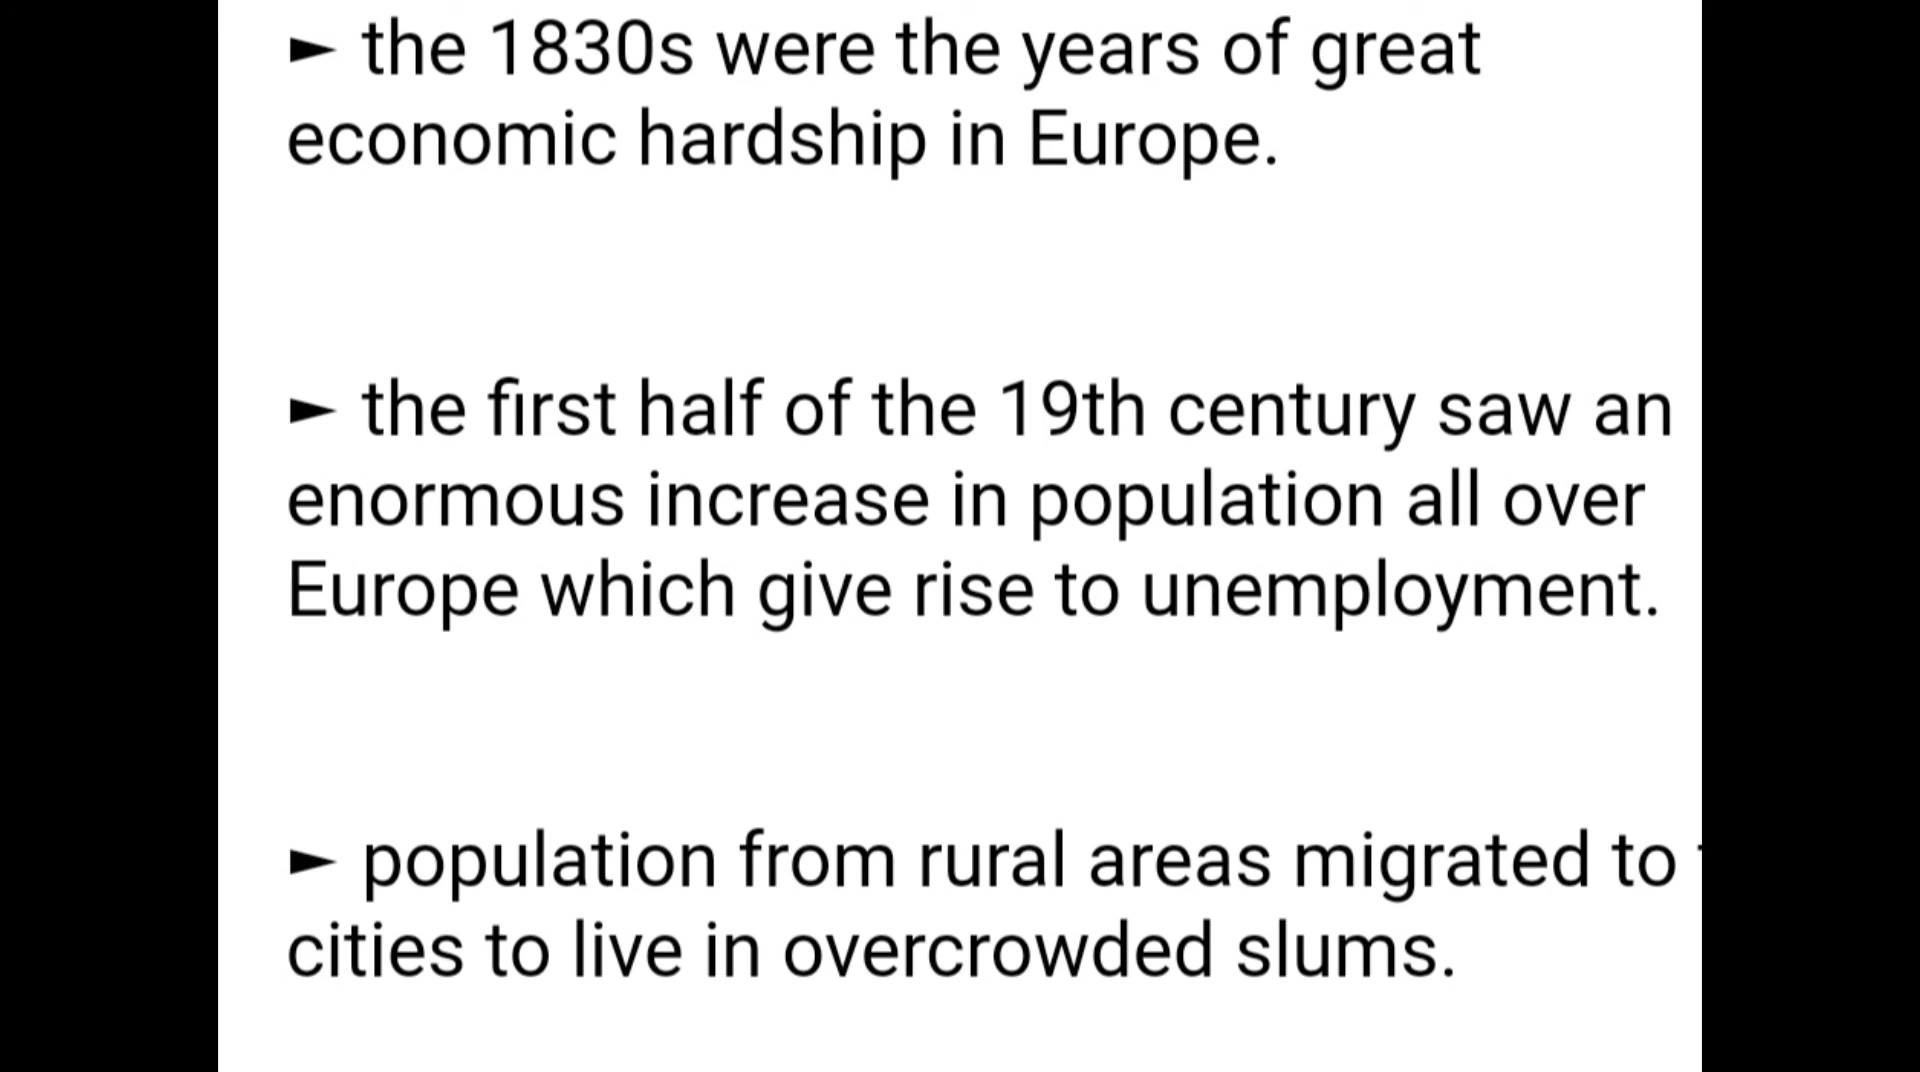 ► the 1830s were the years of great
economic hardship in Europe.
► the first half of the 19th century saw an
enormous increase in population all over
Europe which give rise to unemployment.
► population from rural areas migrated to
cities to live in overcrowded slums.